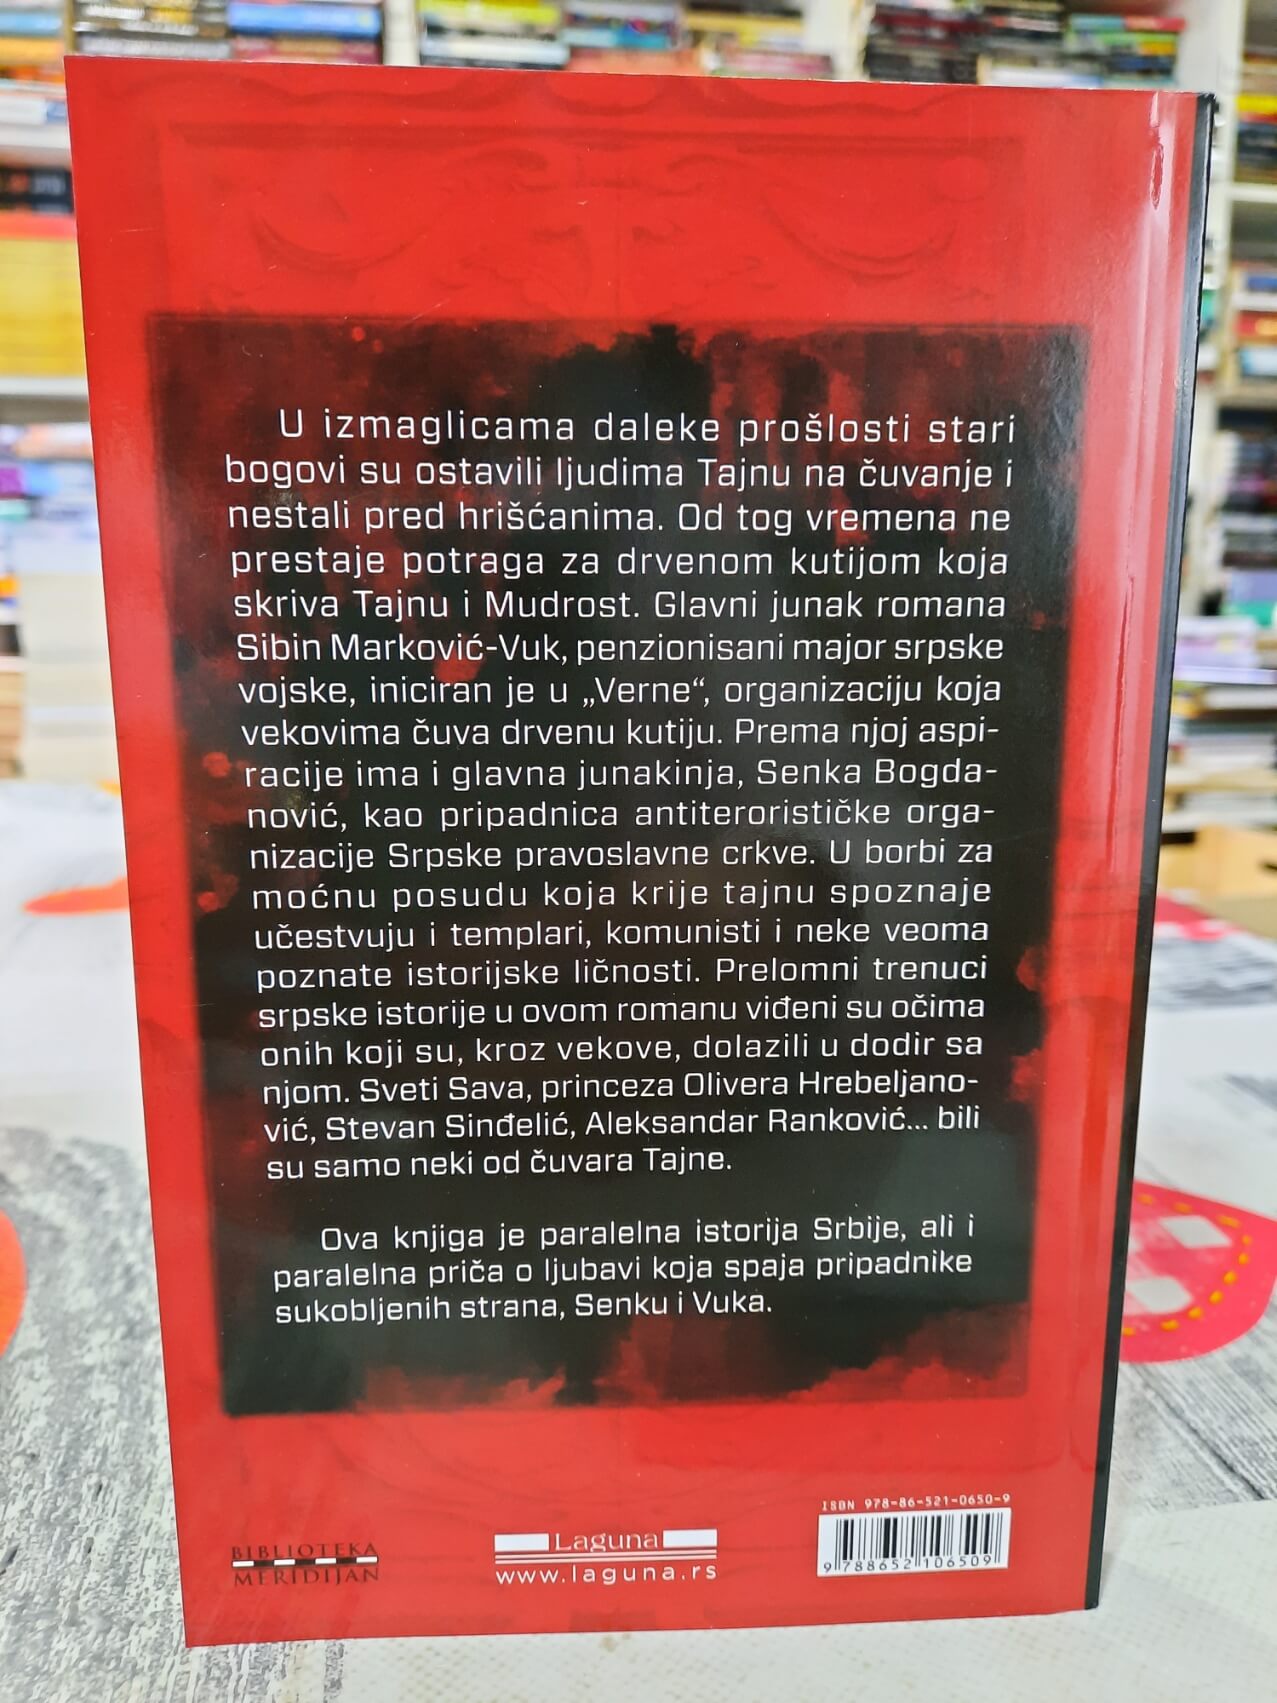 U izmaglicama daleke prošlosti stari
bogovi su ostavili ljudima Tajnu na čuvanje i
nestali pred hrišćanima. Od tog vremena ne
prestaje potraga za drvenom kutijom koja
skriva Tajnu i Mudrost. Glavni junak romana
Sibin Marković-Vuk, penzionisani major srpske
vojske, iniciran je u „Verne“, organizaciju koja
vekovima čuva drvenu kutiju. Prema njoj aspi-
racije ima i glavna junakinja, Senka Bogda-
nović, kao pripadnica antiterorističke orga-
nizacije Srpske pravoslavne crkve. U borbi za
moćnu posudu koja krije tajnu spoznaje
učestvuju i templari, komunisti i neke veoma
poznate istorijske ličnosti. Prelomni trenuci
srpske istorije u ovom romanu viđeni su očima
onih koji su, kroz vekove, dolazili u dodir sa
njom. Sveti Sava, princeza Olivera Hrebeljano-
vić, Stevan Sinđelić, Aleksandar Ranković... bili
su samo neki od čuvara Tajne.
Ova knjiga je paralelna istorija Srbije, ali i
paralelna priča o ljubavi koja spaja pripadnike
sukobljenih strana, Senku i Vuka.
BIBLIOTEKA
MERIDIJAN
Laguna
www.laguna.rs
ISBN 978-86-521-0650-9
9 788652 106509